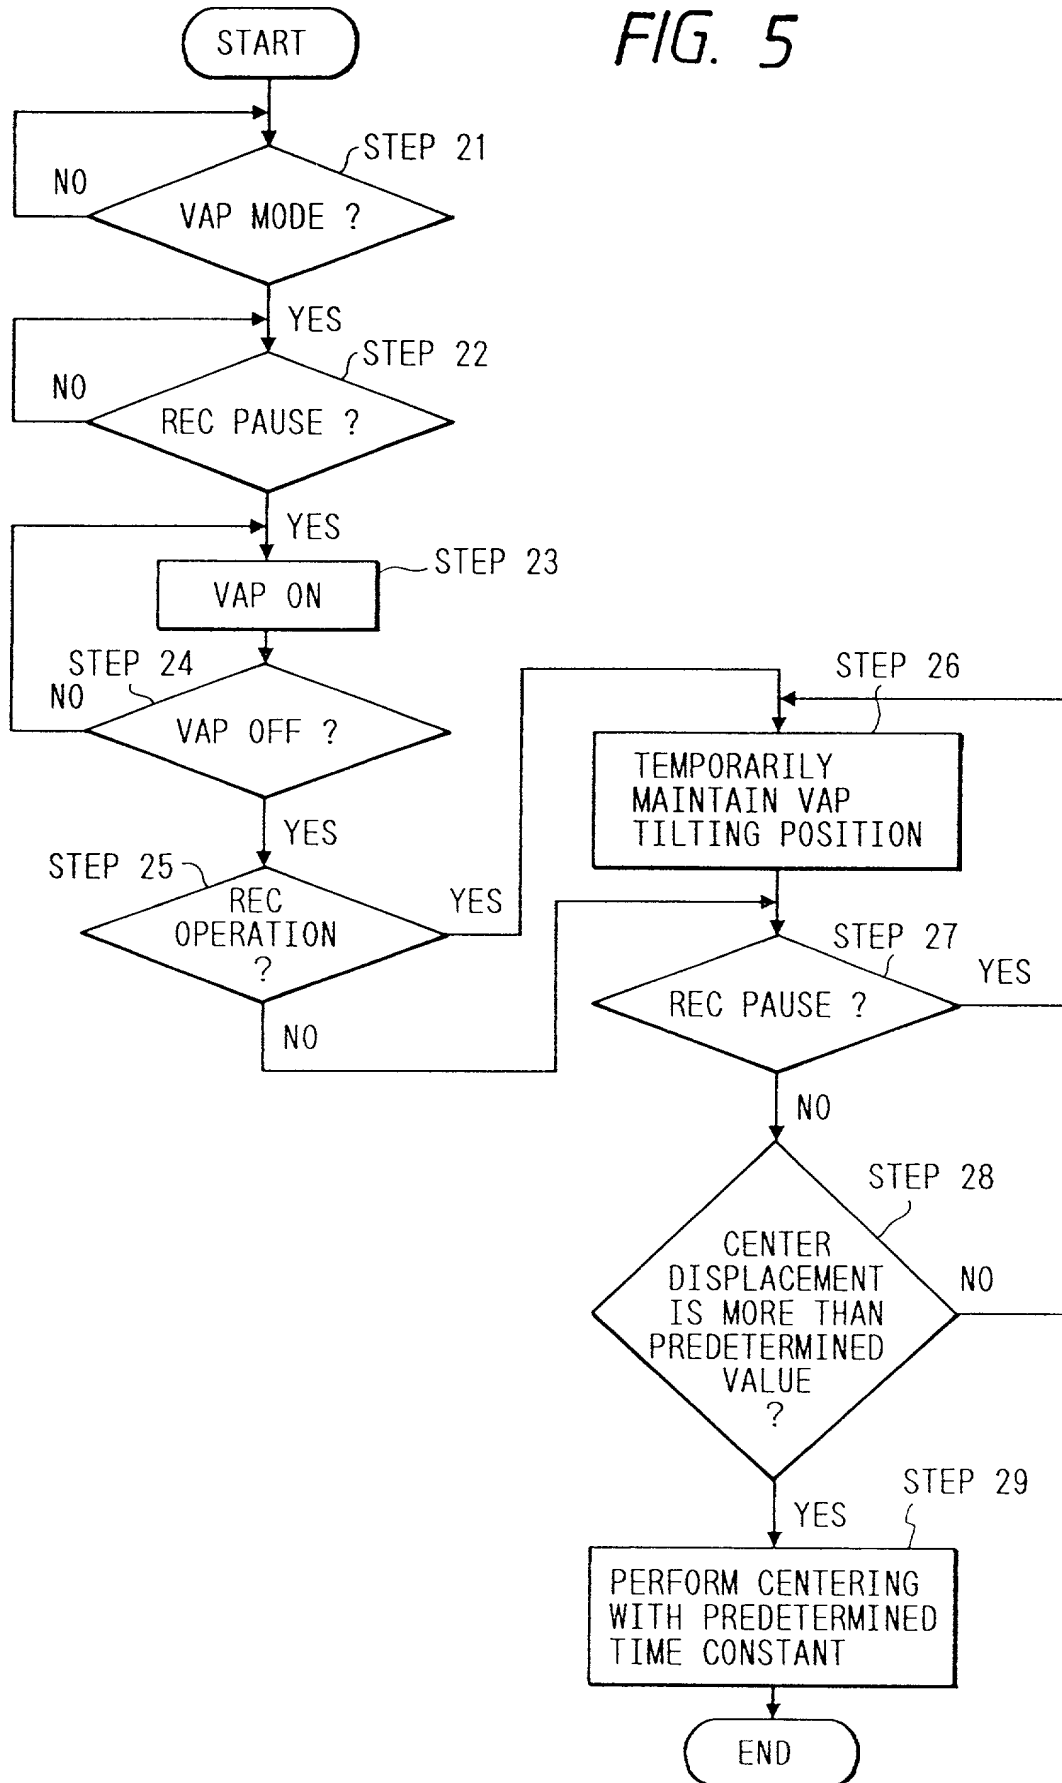 FIG. 5
START
STEP 21
NO
VAP MODE ?
YES
STEP 22
NO
REC PAUSE ?
YES
STEP 23
VAP ON
STEP 24
NO
VAP OFF ?
YES
STEP 25
REC
OPERATION
?
YES
NO
STEP 26
TEMPORARILY
MAINTAIN VAP
TILTING POSITION
STEP 27
YES
REC PAUSE ?
NO
STEP 28
CENTER
DISPLACEMENT
IS MORE THAN
PREDETERMINED
VALUE
?
NO
YES
STEP 29
PERFORM CENTERING
WITH PREDETERMINED
TIME CONSTANT
END